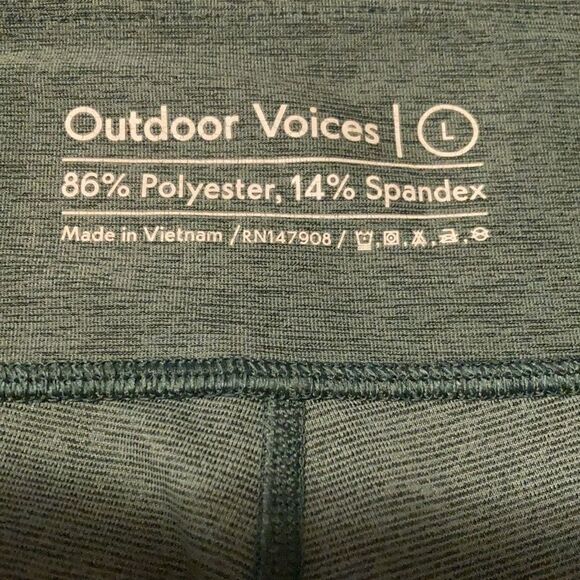 Outdoor Voices | L
86% Polyester, 14% Spandex
Made in Vietnam /RN147908 /